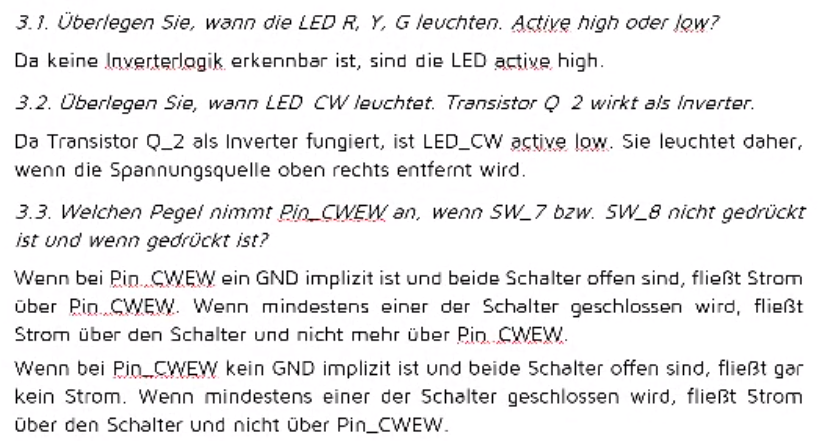 3.1. Überlegen Sie, wann die LED R, Y, G leuchten. Active high oder low?
Da keine Inverterlogik erkennbar ist, sind die LED active high.
3.2. Überlegen Sie, wann LED CW leuchtet. Transistor Q 2 wirkt als Inverter.
Da Transistor Q_2 als Inverter fungiert, ist LED_CW active low. Sie leuchtet daher,
wenn die Spannungsquelle oben rechts entfernt wird.
3.3. Welchen Pegel nimmt Pin_CWEW an, wenn SW_7 bzw. SW_8 nicht gedrückt
ist und wenn gedrückt ist?
Wenn bei Pin_CWEW ein GND implizit ist und beide Schalter offen sind, fließt Strom
über Pin_CWEW. Wenn mindestens einer der Schalter geschlossen wird, fließt
Strom über den Schalter und nicht mehr über Pin_CWEW.
Wenn bei Pin_CWEW kein GND implizit ist und beide Schalter offen sind, fließt gar
kein Strom. Wenn mindestens einer der Schalter geschlossen wird, fließt Strom
über den Schalter und nicht über Pin_CWEW.